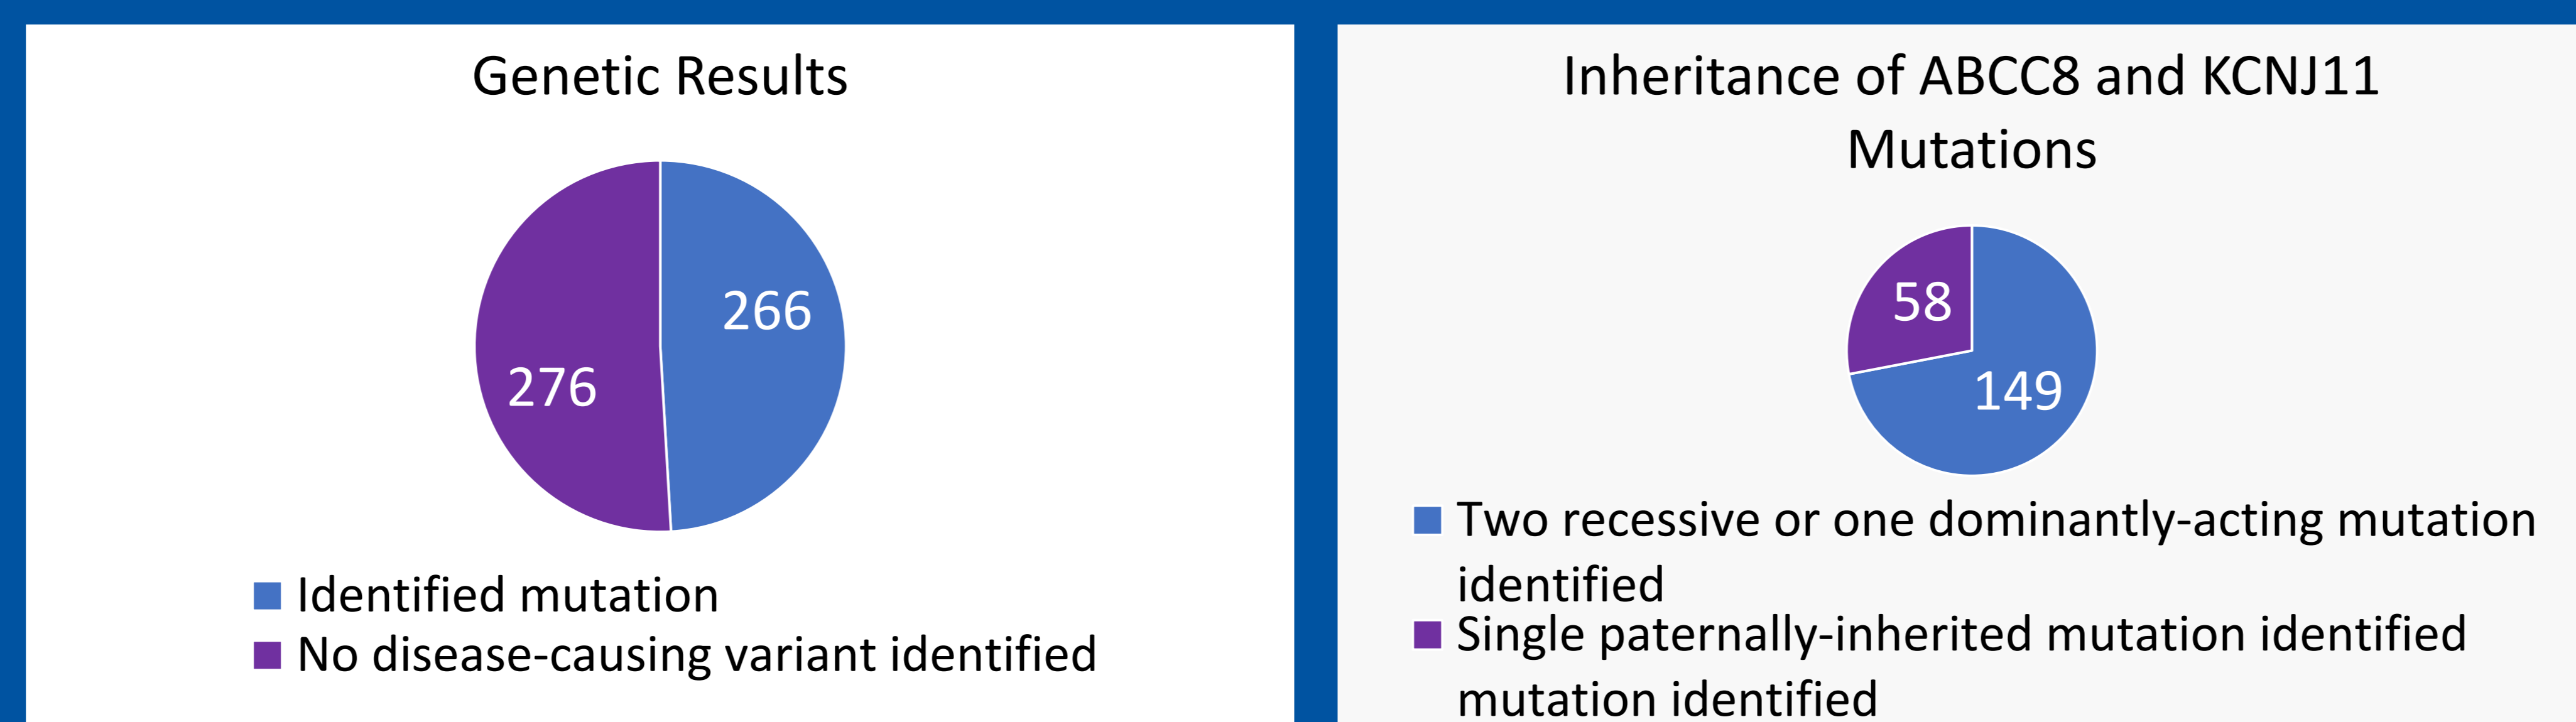 Genetic Results
266
276
Identified mutation
No disease-causing variant identified
Inheritance of ABCC8 and KCNJ11
Mutations
58
149
Two recessive or one dominantly-acting mutation
identified
Single paternally-inherited mutation identified
mutation identified